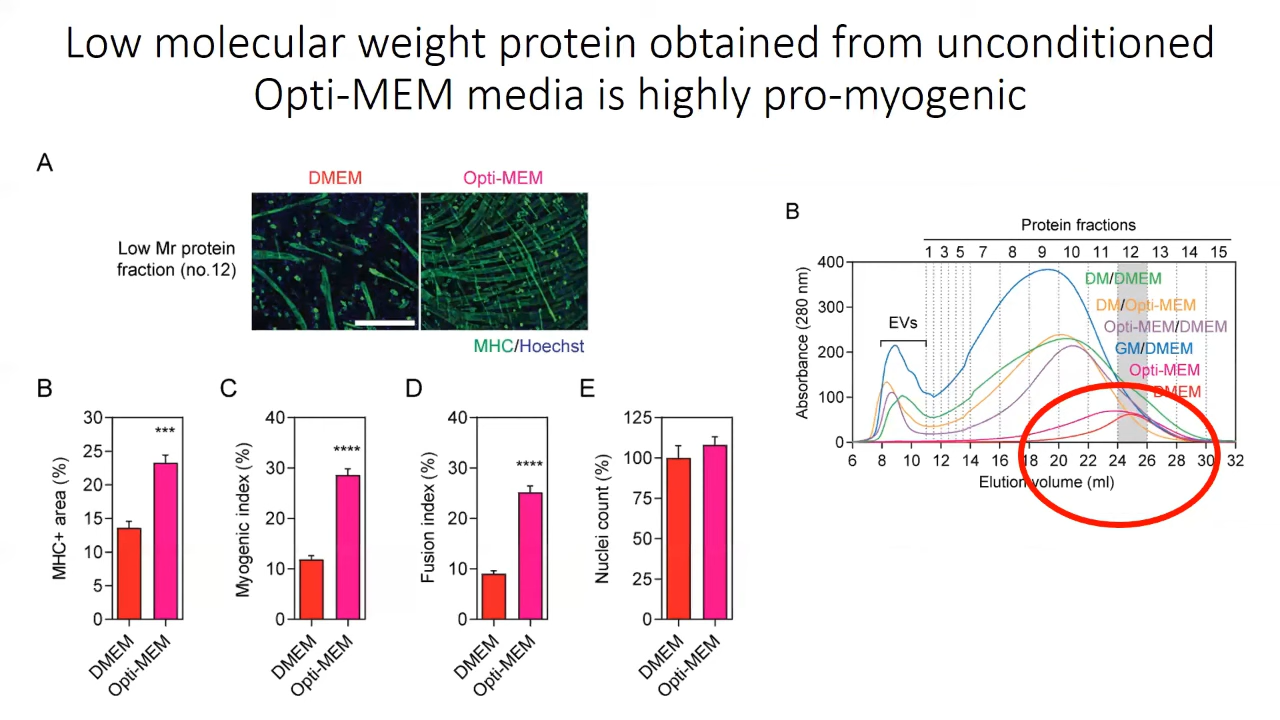 Low molecular weight protein obtained from unconditioned
Opti-MEM media is highly pro-myogenic
A
DMEM
Opti-MEM
Low Mr protein
fraction (no.12)
MHC/Hoechst
B
MHC+ area (%)
30
25
20
15
10
5
0
***
DMEM
Opti-MEM
C
Myogenic index (%)
40
30
20
10
0
****
DMEM
Opti-MEM
D
Fusion index (%)
40
30
20
10
0
****
DMEM
Opti-MEM
E
Nuclei count (%)
125
100
75
50
25
0
DMEM
Opti-MEM
B
Protein fractions
1 3 5 7 8 9 10 11 12 13 14 15
Absorbance (280 nm)
400
300
200
100
0
EVs
DM/DMEM
DM/Opti-MEM
Opti-MEM/DMEM
GM/DMEM
Opti-MEM
DMEM
6 8 10 12 14 16 18 20 22 24 26 28 30 32
Elution volume (ml)